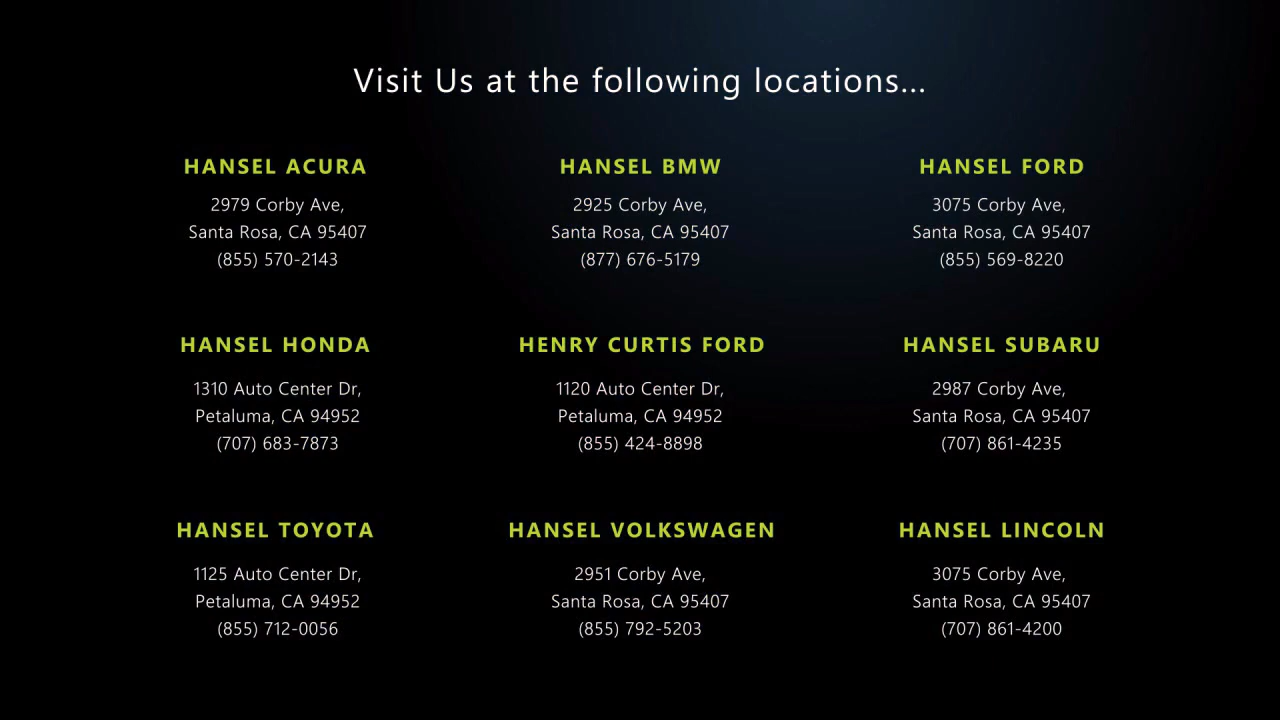 Visit Us at the following locations...
HANSEL ACURA
2979 Corby Ave,
Santa Rosa, CA 95407
(855) 570-2143
HANSEL BMW
2925 Corby Ave,
Santa Rosa, CA 95407
(877) 676-5179
HANSEL FORD
3075 Corby Ave,
Santa Rosa, CA 95407
(855) 569-8220
HANSEL HONDA
1310 Auto Center Dr,
Petaluma, CA 94952
(707) 683-7873
HENRY CURTIS FORD
1120 Auto Center Dr,
Petaluma, CA 94952
(855) 424-8898
HANSEL SUBARU
2987 Corby Ave,
Santa Rosa, CA 95407
(707) 861-4235
HANSEL TOYOTA
1125 Auto Center Dr,
Petaluma, CA 94952
(855) 712-0056
HANSEL VOLKSWAGEN
2951 Corby Ave,
Santa Rosa, CA 95407
(855) 792-5203
HANSEL LINCOLN
3075 Corby Ave,
Santa Rosa, CA 95407
(707) 861-4200